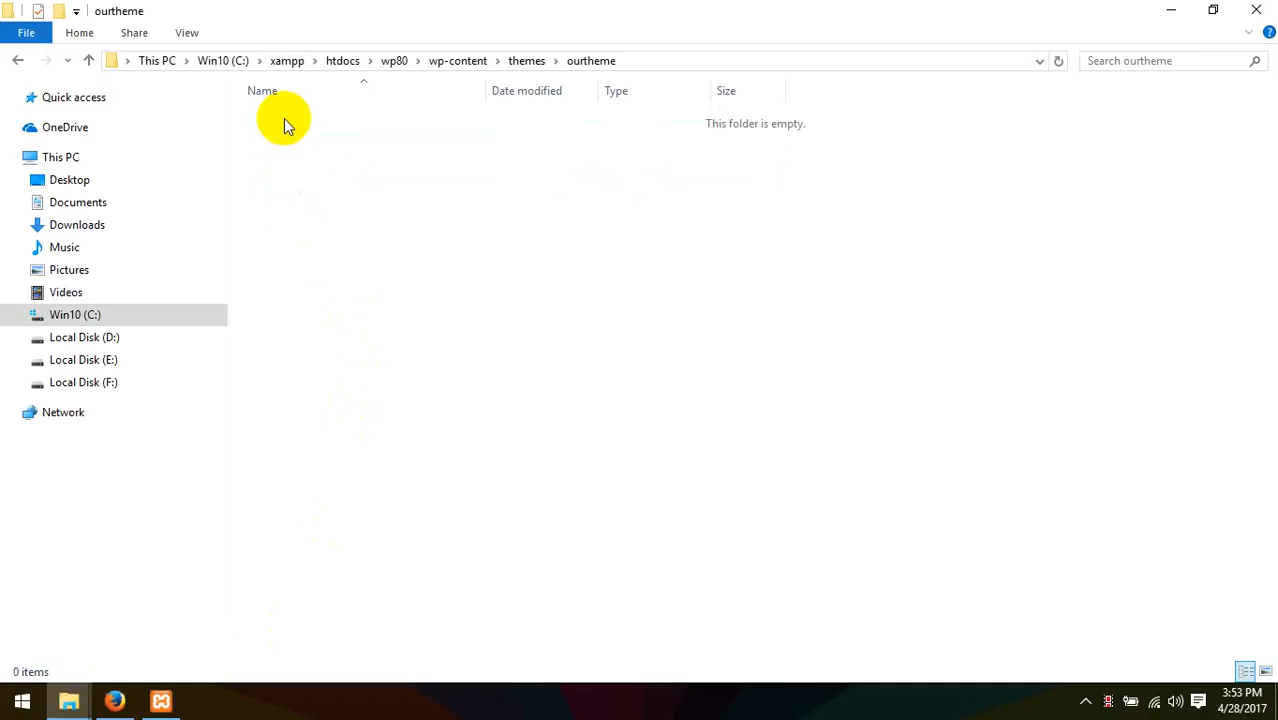 ourtheme
File Home Share View
This PC Win10 (C:) xampp htdocs wp80 wp-content themes ourtheme
Search ourtheme
Name Date modified Type Size
This folder is empty.
Quick access
OneDrive
This PC
Desktop
Documents
Downloads
Music
Pictures
Videos
Win10 (C:)
Local Disk (D:)
Local Disk (E:)
Local Disk (F:)
Network
0 items
3:53 PM
4/28/2017